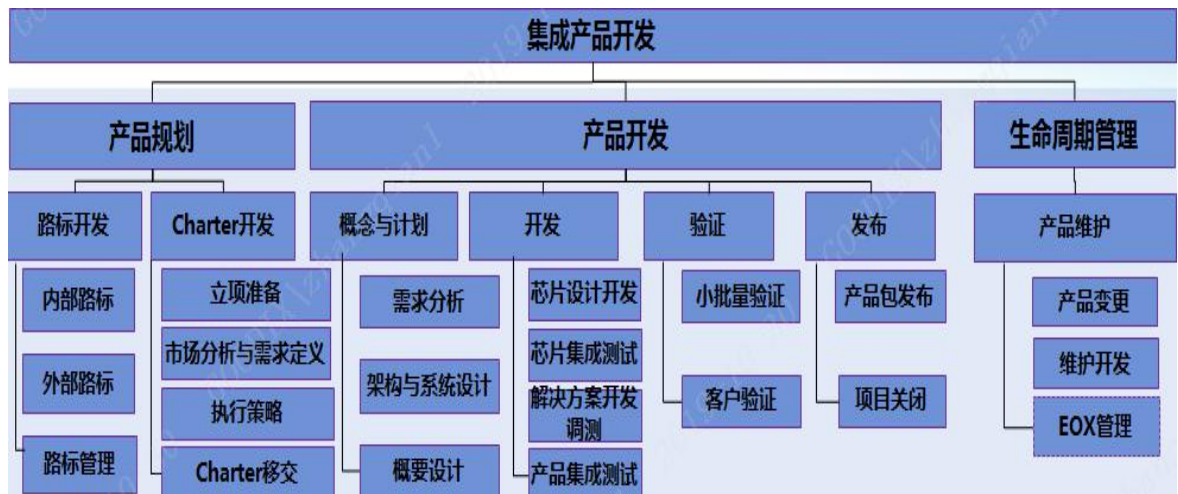 集成产品开发
产品规划
产品开发
生命周期管理
路标开发
Charter开发
概念与计划
开发
验证
发布
产品维护
内部路标
外部路标
路标管理
立项准备
市场分析与需求定义
执行策略
Charter移交
需求分析
架构与系统设计
概要设计
芯片设计开发
芯片集成测试
解决方案开发
调测
产品集成测试
小批量验证
客户验证
产品包发布
项目关闭
产品变更
维护开发
EOX管理